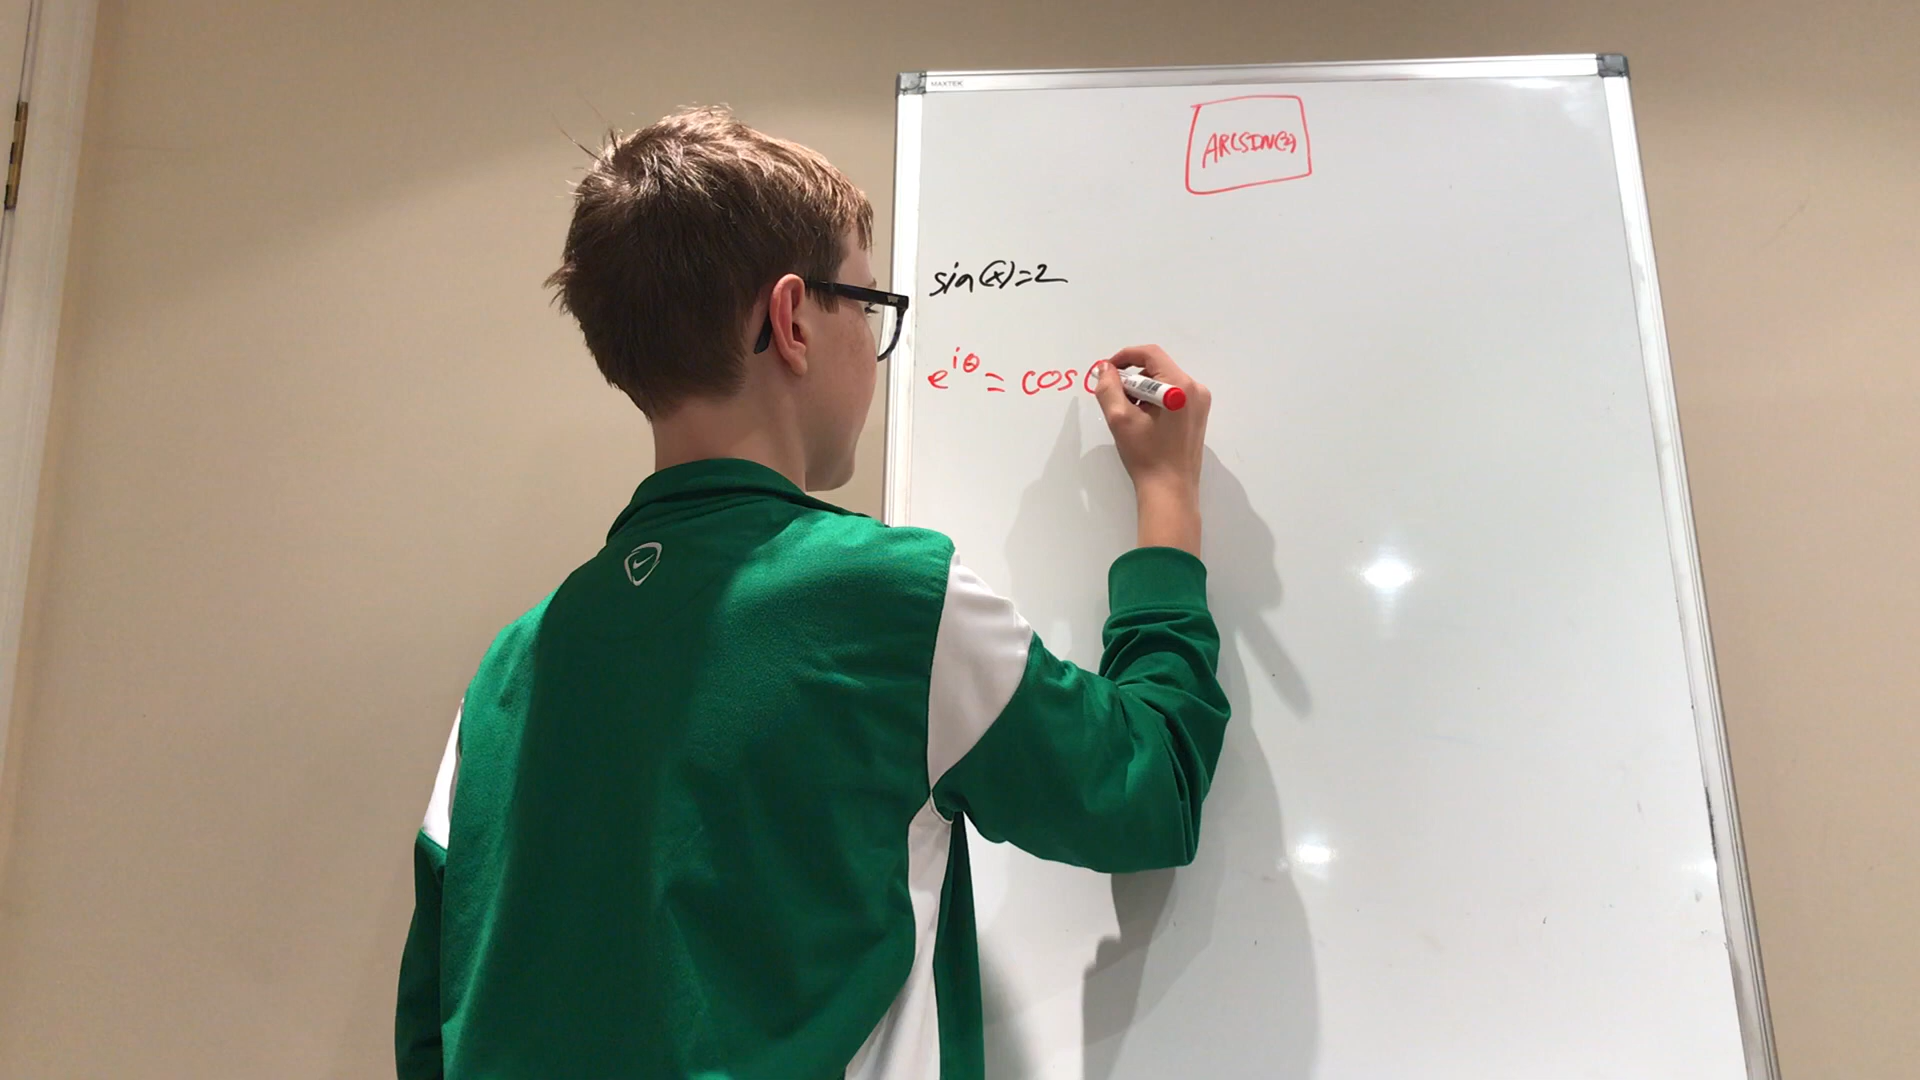 MAXTEK
ARCSIN(2)
sin(x)=2
e^iθ = cos(